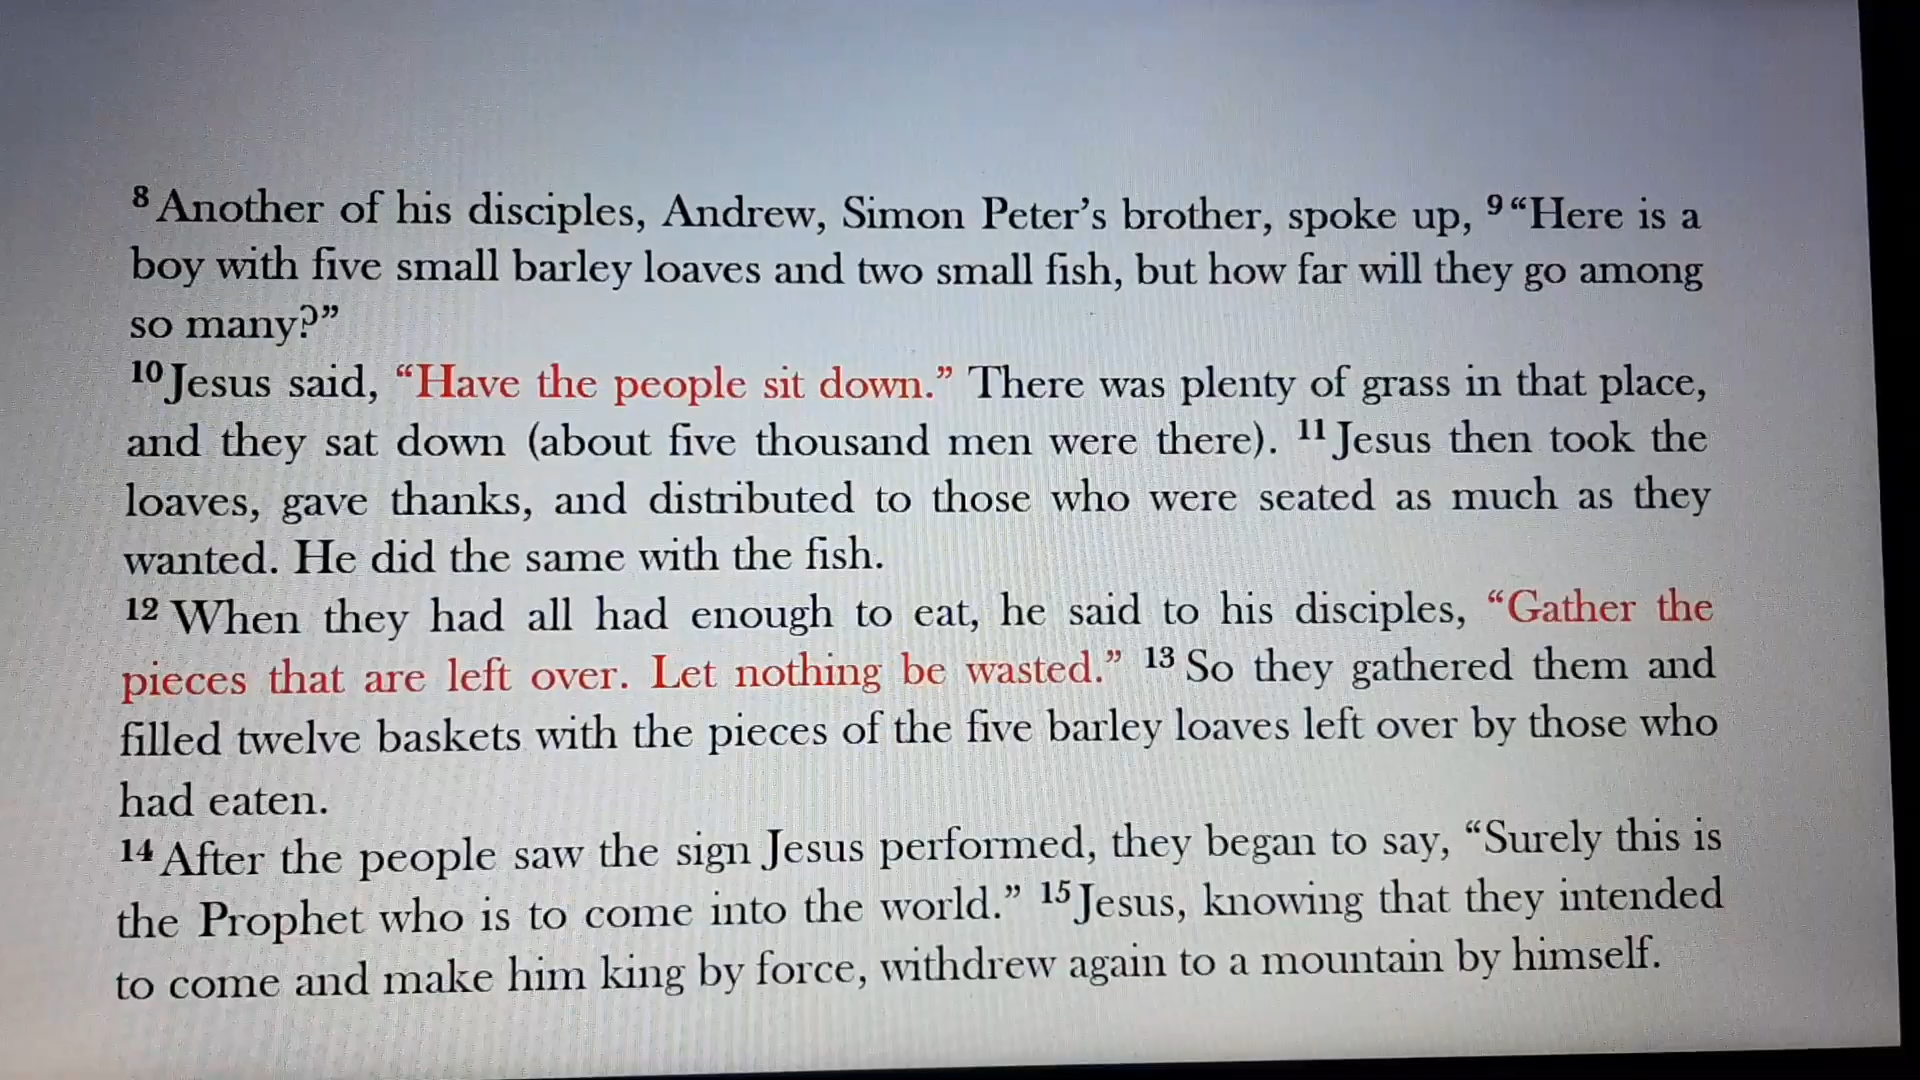 8 Another of his disciples, Andrew, Simon Peter’s brother, spoke up, 9 “Here is a
boy with five small barley loaves and two small fish, but how far will they go among
so many?”
10 Jesus said, “Have the people sit down.” There was plenty of grass in that place,
and they sat down (about five thousand men were there). 11 Jesus then took the
loaves, gave thanks, and distributed to those who were seated as much as they
wanted. He did the same with the fish.
12 When they had all had enough to eat, he said to his disciples, “Gather the
pieces that are left over. Let nothing be wasted.” 13 So they gathered them and
filled twelve baskets with the pieces of the five barley loaves left over by those who
had eaten.
14 After the people saw the sign Jesus performed, they began to say, “Surely this is
the Prophet who is to come into the world.” 15 Jesus, knowing that they intended
to come and make him king by force, withdrew again to a mountain by himself.